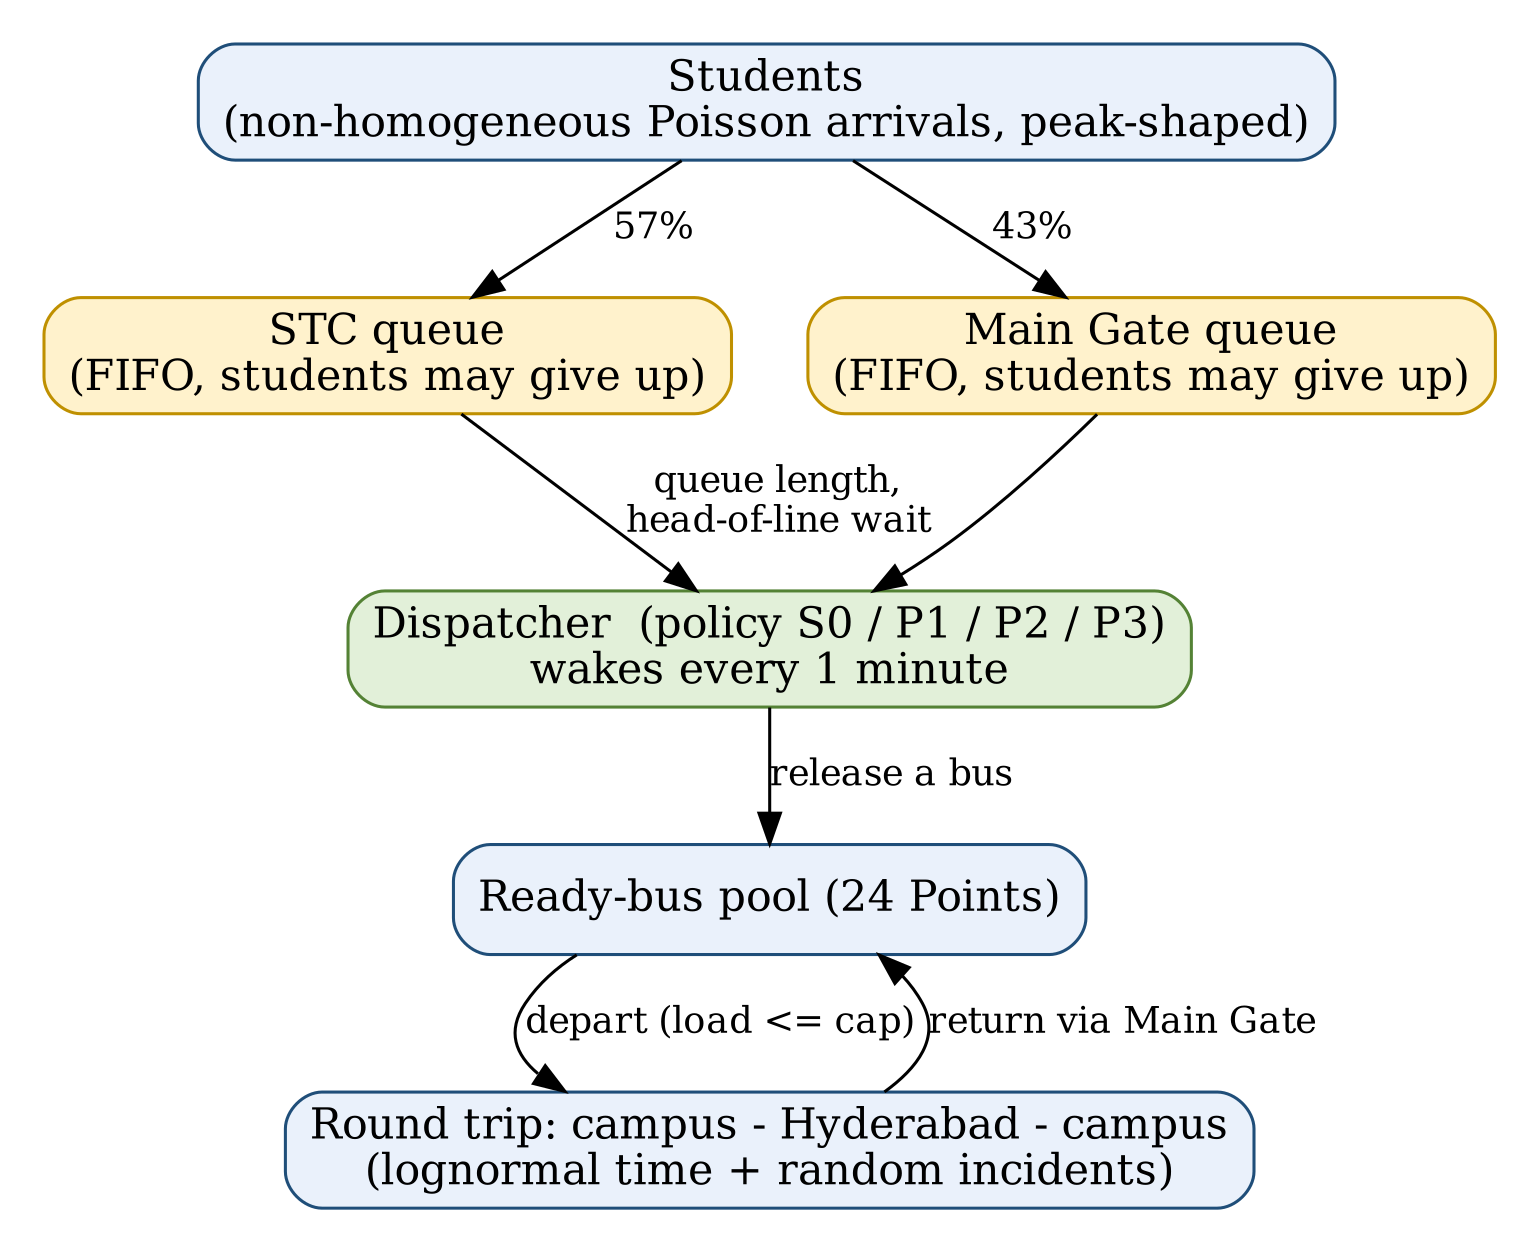 Students
(non-homogeneous Poisson arrivals, peak-shaped)
57%
43%
STC queue
(FIFO, students may give up)
Main Gate queue
(FIFO, students may give up)
queue length,
head-of-line wait
Dispatcher  (policy S0 / P1 / P2 / P3)
wakes every 1 minute
release a bus
Ready-bus pool (24 Points)
depart (load <= cap)
return via Main Gate
Round trip: campus - Hyderabad - campus
(lognormal time + random incidents)